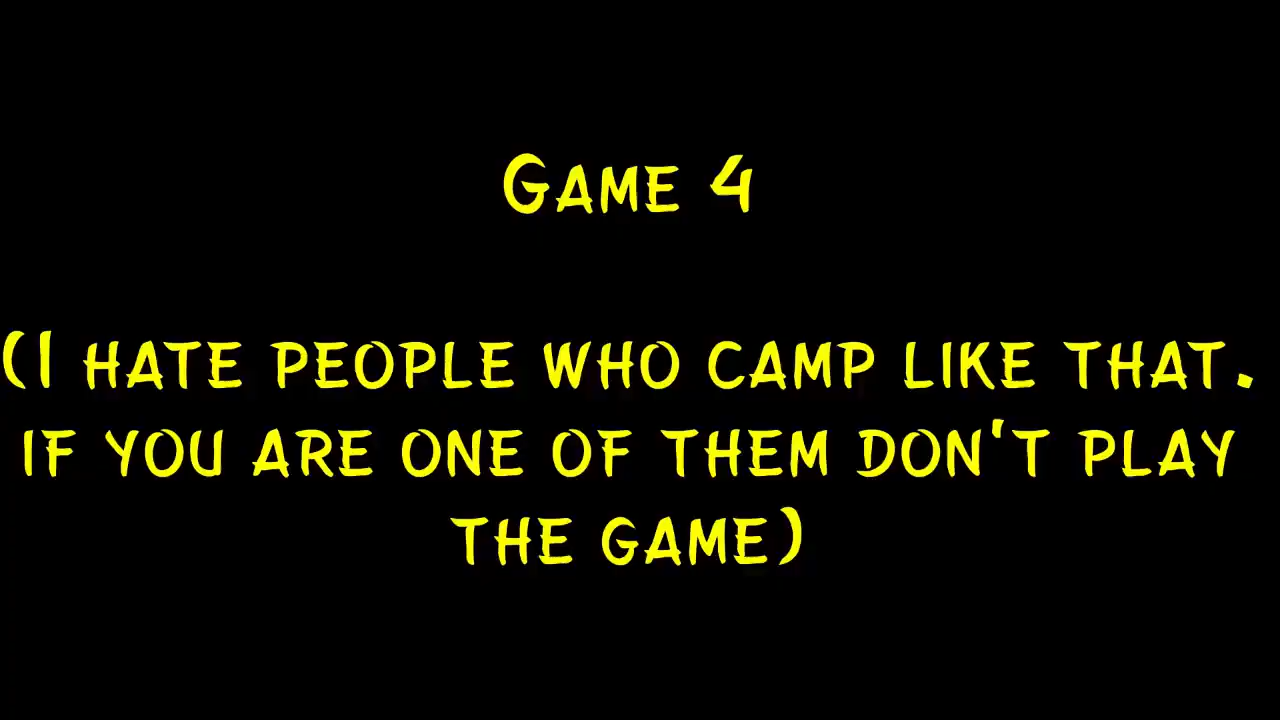 Game 4
(I hate people who camp like that.
if you are one of them don't play
the game)